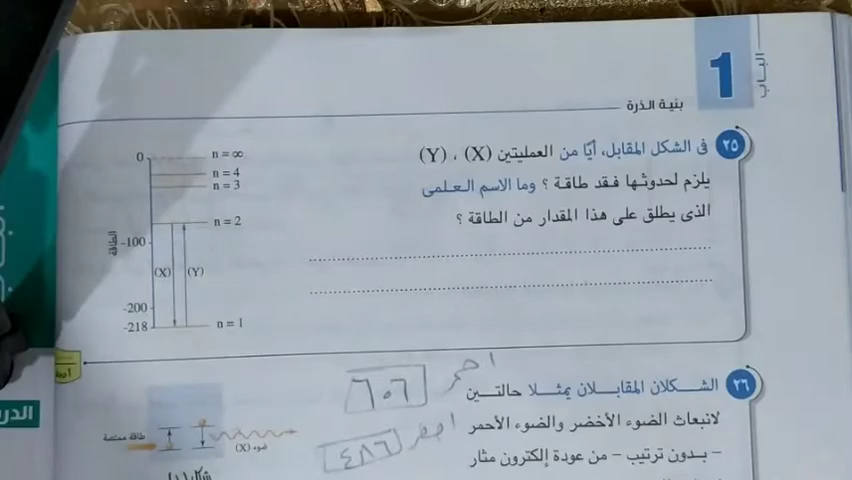 الباب
1
بنية الذرة
٢٥
فى الشكل المقابل، أيًا من العمليتين (X) ، (Y)
يلزم لحدوثها فقد طاقة ؟ وما الاسم العلمى
الذى يطلق على هذا المقدار من الطاقة ؟
0
n = ∞
n = 4
n = 3
n = 2
الطاقة
-100
(X)
(Y)
-200
-218
n = 1
٢٦
الشكلان المقابلان يمثلا حالتين
لانبعاث الضوء الأخضر والضوء الأحمر
– بدون ترتيب – من عودة إلكترون مثار
احمر
٦٥٦
٤٨٦
طاقة ممتصة
ضوء (X)
الدر